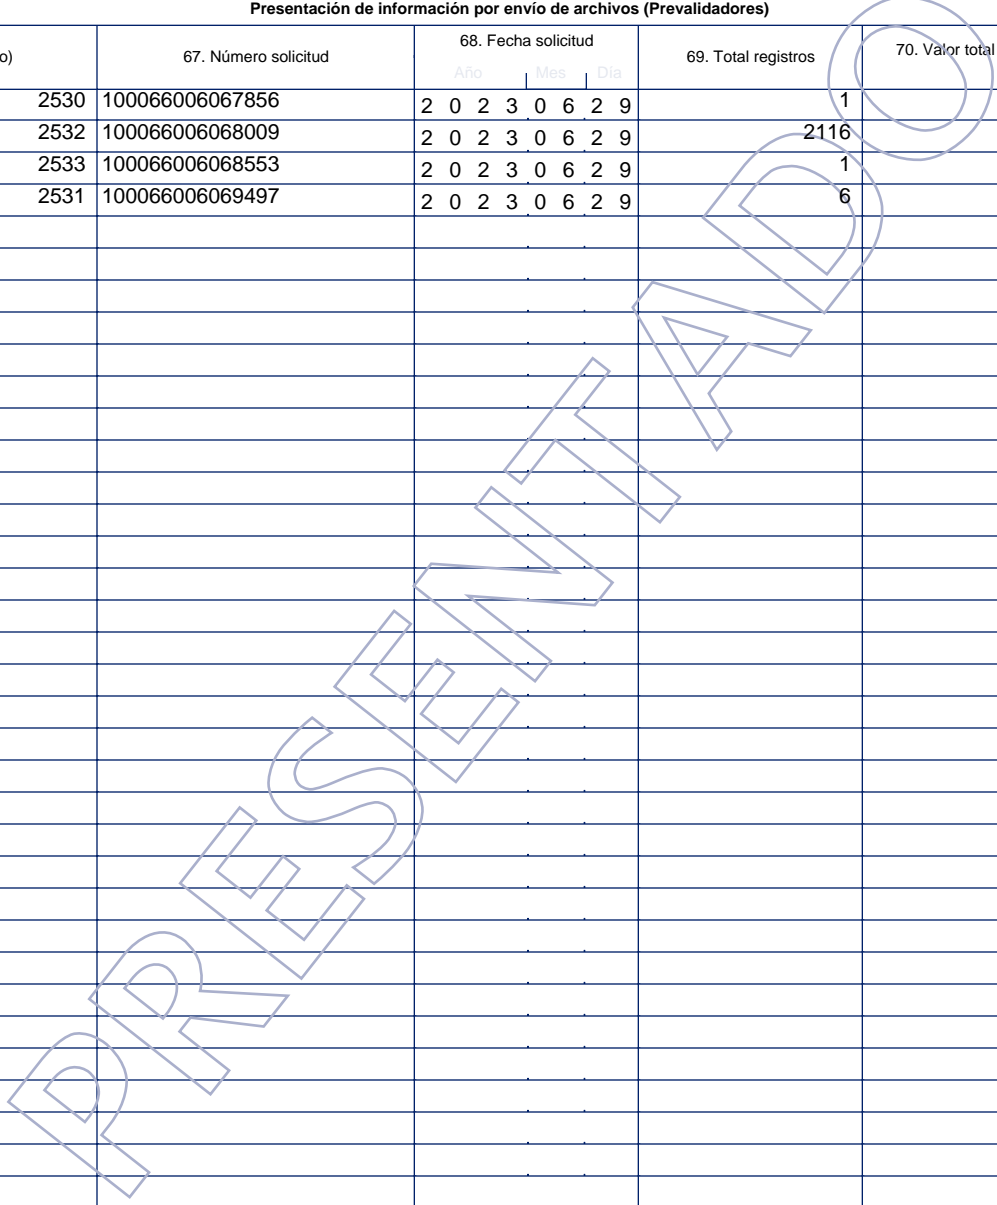 Presentación de información por envío de archivos (Prevalidadores)
o) 67. Número solicitud 68. Fecha solicitud 69. Total registros 70. Valor total
Año Mes Día
2530 100066006067856 2 0 2 3 0 6 2 9 1
2532 100066006068009 2 0 2 3 0 6 2 9 2116
2533 100066006068553 2 0 2 3 0 6 2 9 1
2531 100066006069497 2 0 2 3 0 6 2 9 6
PRESENTADO